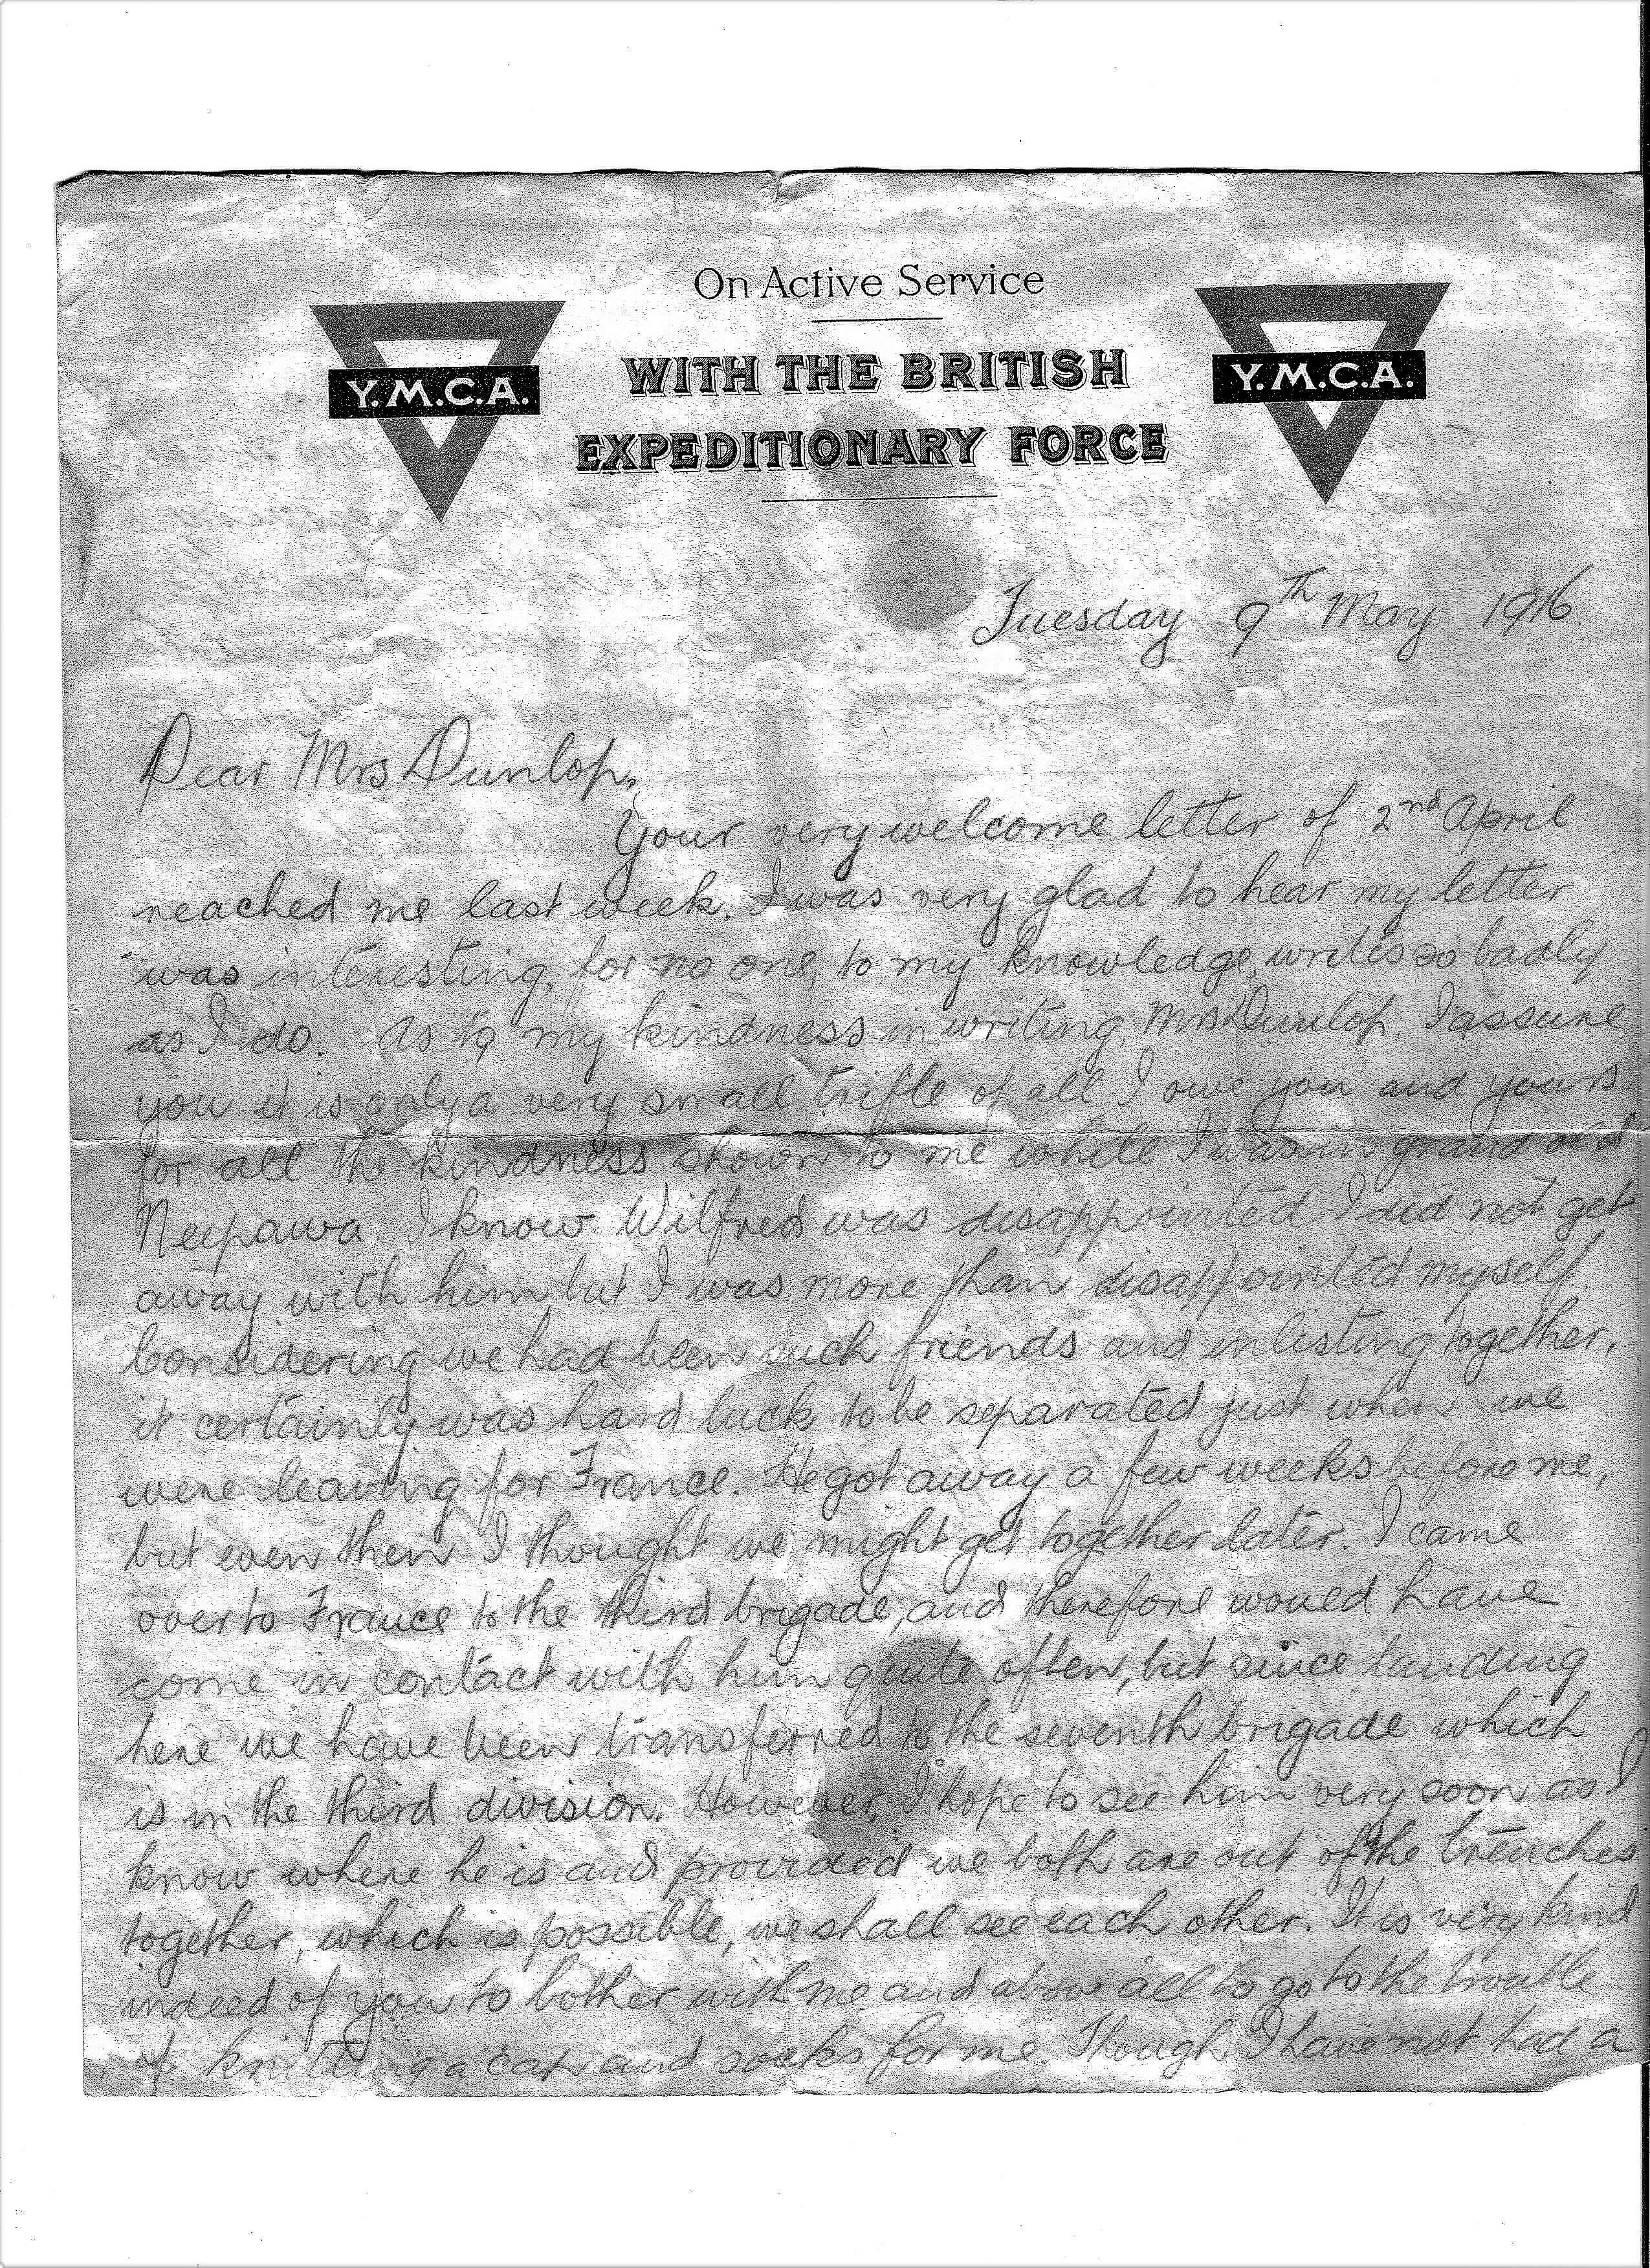 On Active Service
Y.M.C.A.
WITH THE BRITISH
Y.M.C.A.
EXPEDITIONARY FORCE
Tuesday 9th May 1916.
Dear Mrs Dunlop,
Your very welcome letter of 2nd April
reached me last week. I was very glad to hear my letter
was interesting, for no one, to my knowledge, writes so badly
as I do. As to my kindness in writing, Mrs Dunlop, I assure
you it is only a very small trifle of all I owe you and yours
for all the kindness shown to me while I was in grand old
Neepawa. I know Wilfred was disappointed I did not get
away with him, but I was more than disappointed myself.
Considering we had been such friends and enlisting together,
it certainly was hard luck to be separated just when we
were leaving for France. He got away a few weeks before me,
but even then I thought we might get together later. I came
over to France to the third brigade, and therefore would have
come in contact with him quite often, but since landing
here we have been transferred to the seventh brigade which
is in the third division. However, I hope to see him very soon as I
know where he is and provided we both are out of the trenches
together, which is possible, we shall see each other. It is very kind
indeed of you to bother with me and above all to go to the trouble
of knitting a cap and socks for me. Though I have not had a